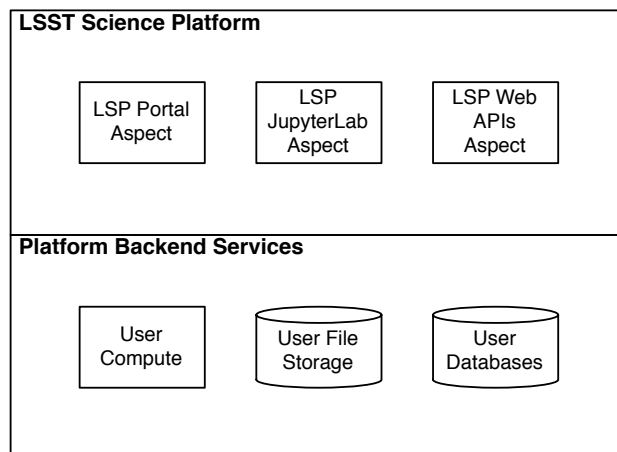 LSST Science Platform
LSP Portal
Aspect
LSP
JupyterLab
Aspect
LSP Web
APIs
Aspect
Platform Backend Services
User
Compute
User File
Storage
User
Databases